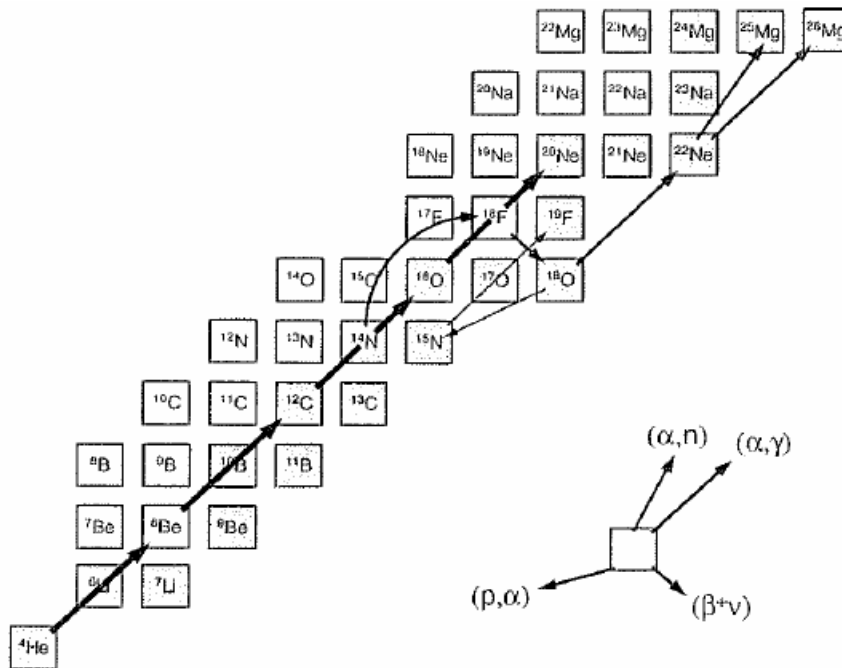 ²²Mg ²³Mg ²⁴Mg ²⁵Mg ²⁶Mg
²⁰Na ²¹Na ²²Na ²³Na
¹⁸Ne ¹⁹Ne ²⁰Ne ²¹Ne ²²Ne
¹⁷F ¹⁸F ¹⁹F
¹⁴O ¹⁵O ¹⁶O ¹⁷O ¹⁸O
¹²N ¹³N ¹⁴N ¹⁵N
¹⁰C ¹¹C ¹²C ¹³C
⁸B ⁹B ¹⁰B ¹¹B
⁷Be ⁸Be ⁹Be
⁶Li ⁷Li
⁴He
(α,n) (α,γ)
(p,α) (β⁺ν)